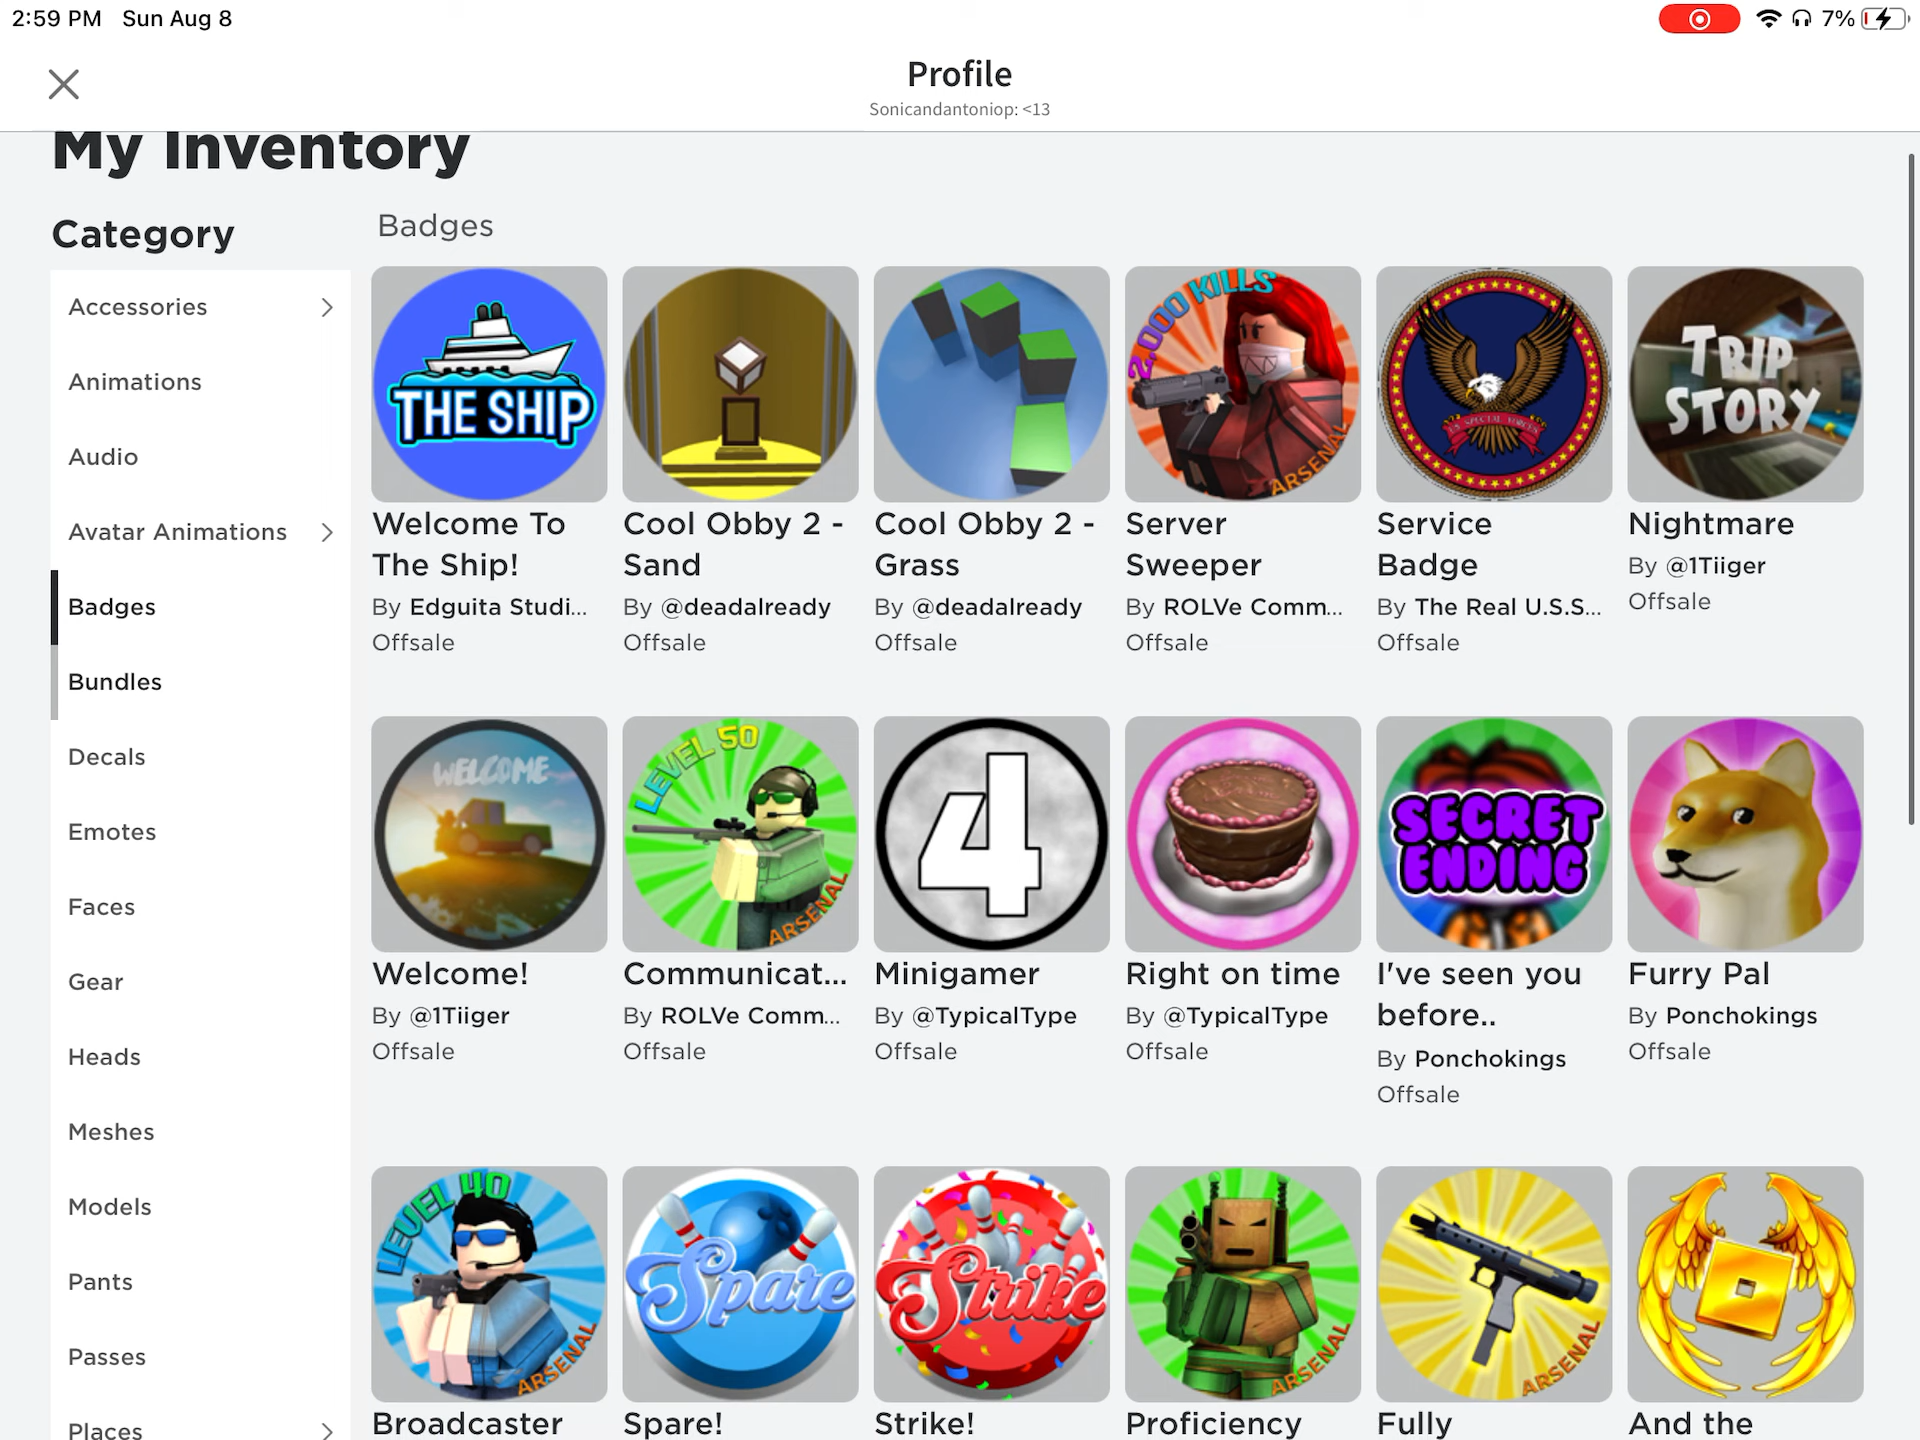 2:59 PM Sun Aug 8
7%
Profile
Sonicandantoniop: <13
My Inventory
Category
Accessories
Animations
Audio
Avatar Animations
Badges
Bundles
Decals
Emotes
Faces
Gear
Heads
Meshes
Models
Pants
Passes
Places
Badges
THE SHIP
2,000 KILLS
ARSENAL
TRIP
STORY
Welcome To
The Ship!
By Edguita Studi...
Offsale
Cool Obby 2 -
Sand
By @deadalready
Offsale
Cool Obby 2 -
Grass
By @deadalready
Offsale
Server
Sweeper
By ROLVe Comm...
Offsale
Service
Badge
By The Real U.S.S...
Offsale
Nightmare
By @1Tiiger
Offsale
WELCOME
LEVEL 50
ARSENAL
4
SECRET
ENDING
Welcome!
By @1Tiiger
Offsale
Communicat...
By ROLVe Comm...
Offsale
Minigamer
By @TypicalType
Offsale
Right on time
By @TypicalType
Offsale
I've seen you
before..
By Ponchokings
Offsale
Furry Pal
By Ponchokings
Offsale
LEVEL 40
ARSENAL
Spare
Strike
ARSENAL
ARSENAL
Broadcaster
Spare!
Strike!
Proficiency
Fully
And the